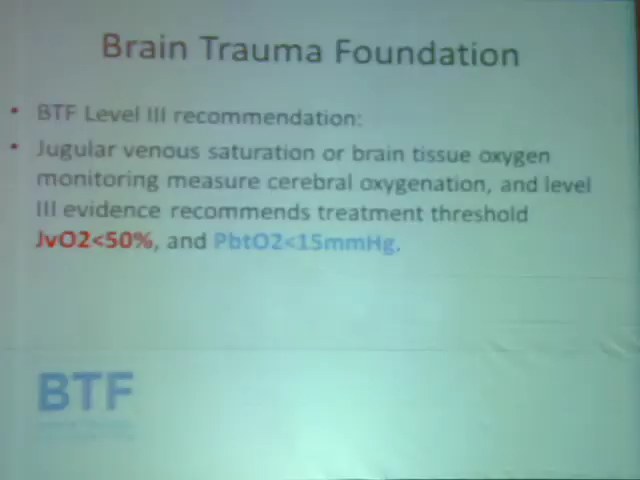 Brain Trauma Foundation
• BTF Level III recommendation:
• Jugular venous saturation or brain tissue oxygen
monitoring measure cerebral oxygenation, and level
III evidence recommends treatment threshold
JvO2<50%, and PbtO2<15mmHg.
BTF